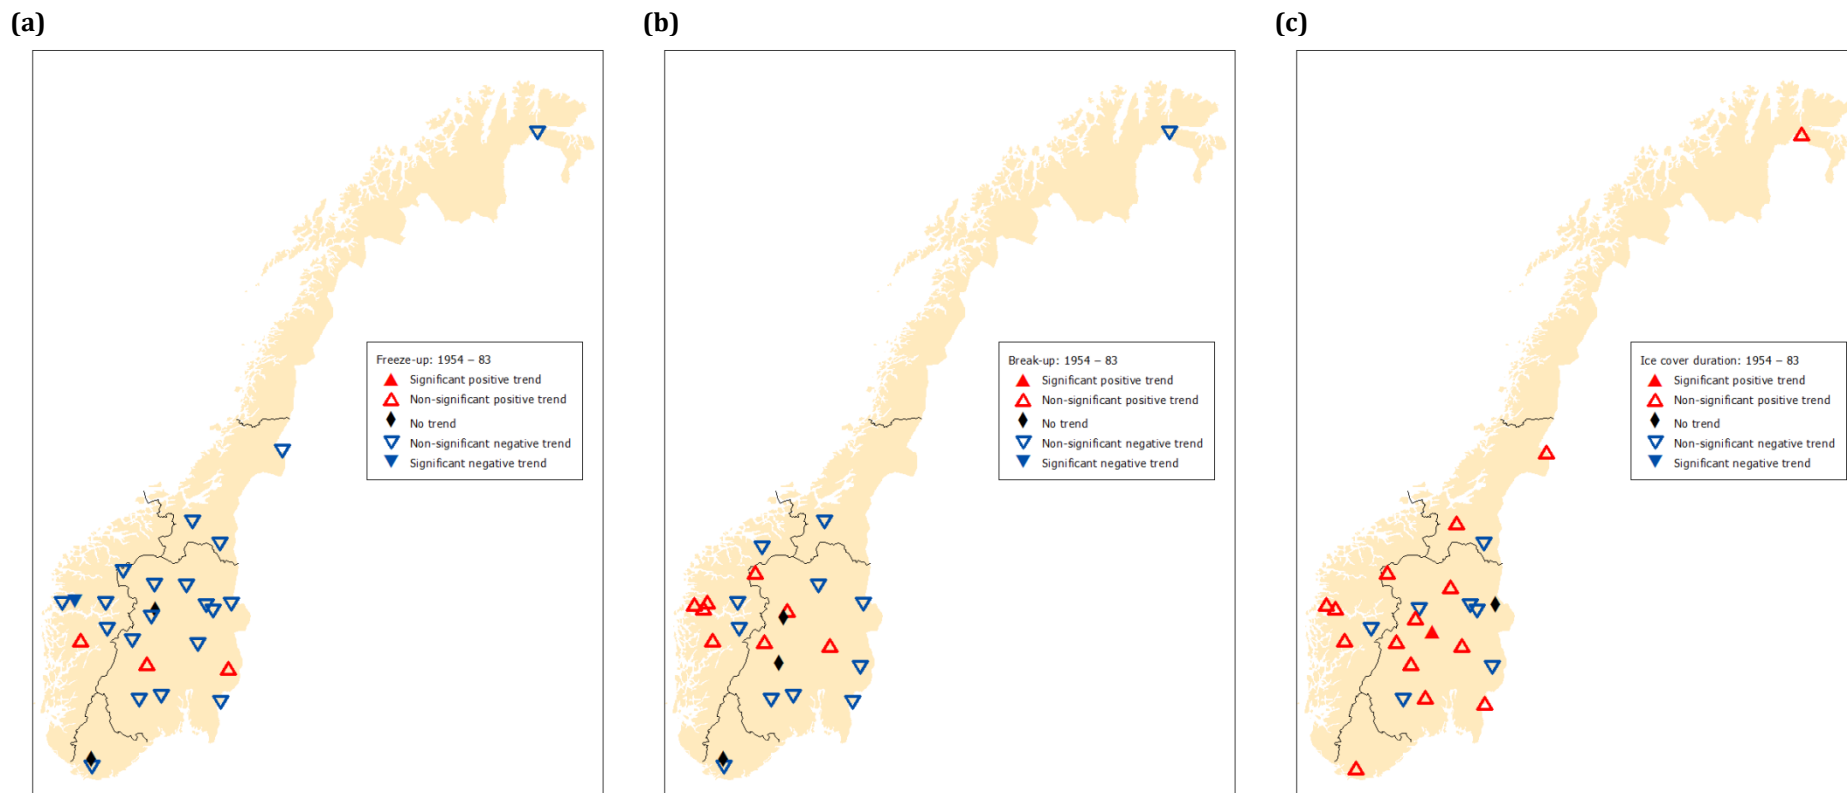 (a)
Freeze-up: 1954 – 83
Significant positive trend
Non-significant positive trend
No trend
Non-significant negative trend
Significant negative trend
(b)
Break-up: 1954 – 83
Significant positive trend
Non-significant positive trend
No trend
Non-significant negative trend
Significant negative trend
(c)
Ice cover duration: 1954 – 83
Significant positive trend
Non-significant positive trend
No trend
Non-significant negative trend
Significant negative trend